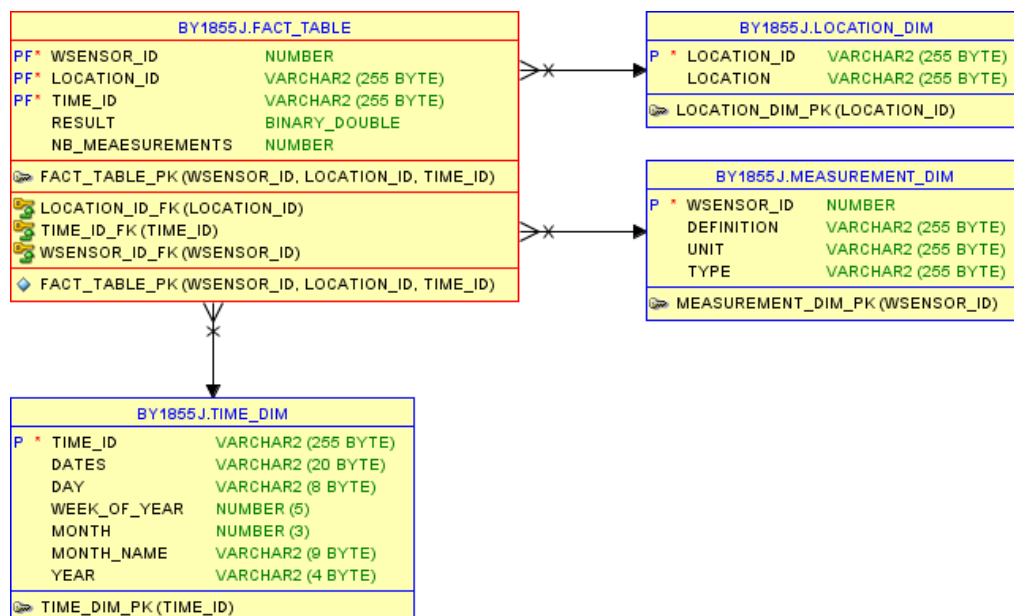 BY1855J.FACT_TABLE
PF* WSENSOR_ID NUMBER
PF* LOCATION_ID VARCHAR2 (255 BYTE)
PF* TIME_ID VARCHAR2 (255 BYTE)
RESULT BINARY_DOUBLE
NB_MEAESUREMENTS NUMBER
FACT_TABLE_PK (WSENSOR_ID, LOCATION_ID, TIME_ID)
LOCATION_ID_FK (LOCATION_ID)
TIME_ID_FK (TIME_ID)
WSENSOR_ID_FK (WSENSOR_ID)
FACT_TABLE_PK (WSENSOR_ID, LOCATION_ID, TIME_ID)
BY1855J.LOCATION_DIM
P * LOCATION_ID VARCHAR2 (255 BYTE)
LOCATION VARCHAR2 (255 BYTE)
LOCATION_DIM_PK (LOCATION_ID)
BY1855J.MEASUREMENT_DIM
P * WSENSOR_ID NUMBER
DEFINITION VARCHAR2 (255 BYTE)
UNIT VARCHAR2 (255 BYTE)
TYPE VARCHAR2 (255 BYTE)
MEASUREMENT_DIM_PK (WSENSOR_ID)
BY1855J.TIME_DIM
P * TIME_ID VARCHAR2 (255 BYTE)
DATES VARCHAR2 (20 BYTE)
DAY VARCHAR2 (8 BYTE)
WEEK_OF_YEAR NUMBER (5)
MONTH NUMBER (3)
MONTH_NAME VARCHAR2 (9 BYTE)
YEAR VARCHAR2 (4 BYTE)
TIME_DIM_PK (TIME_ID)